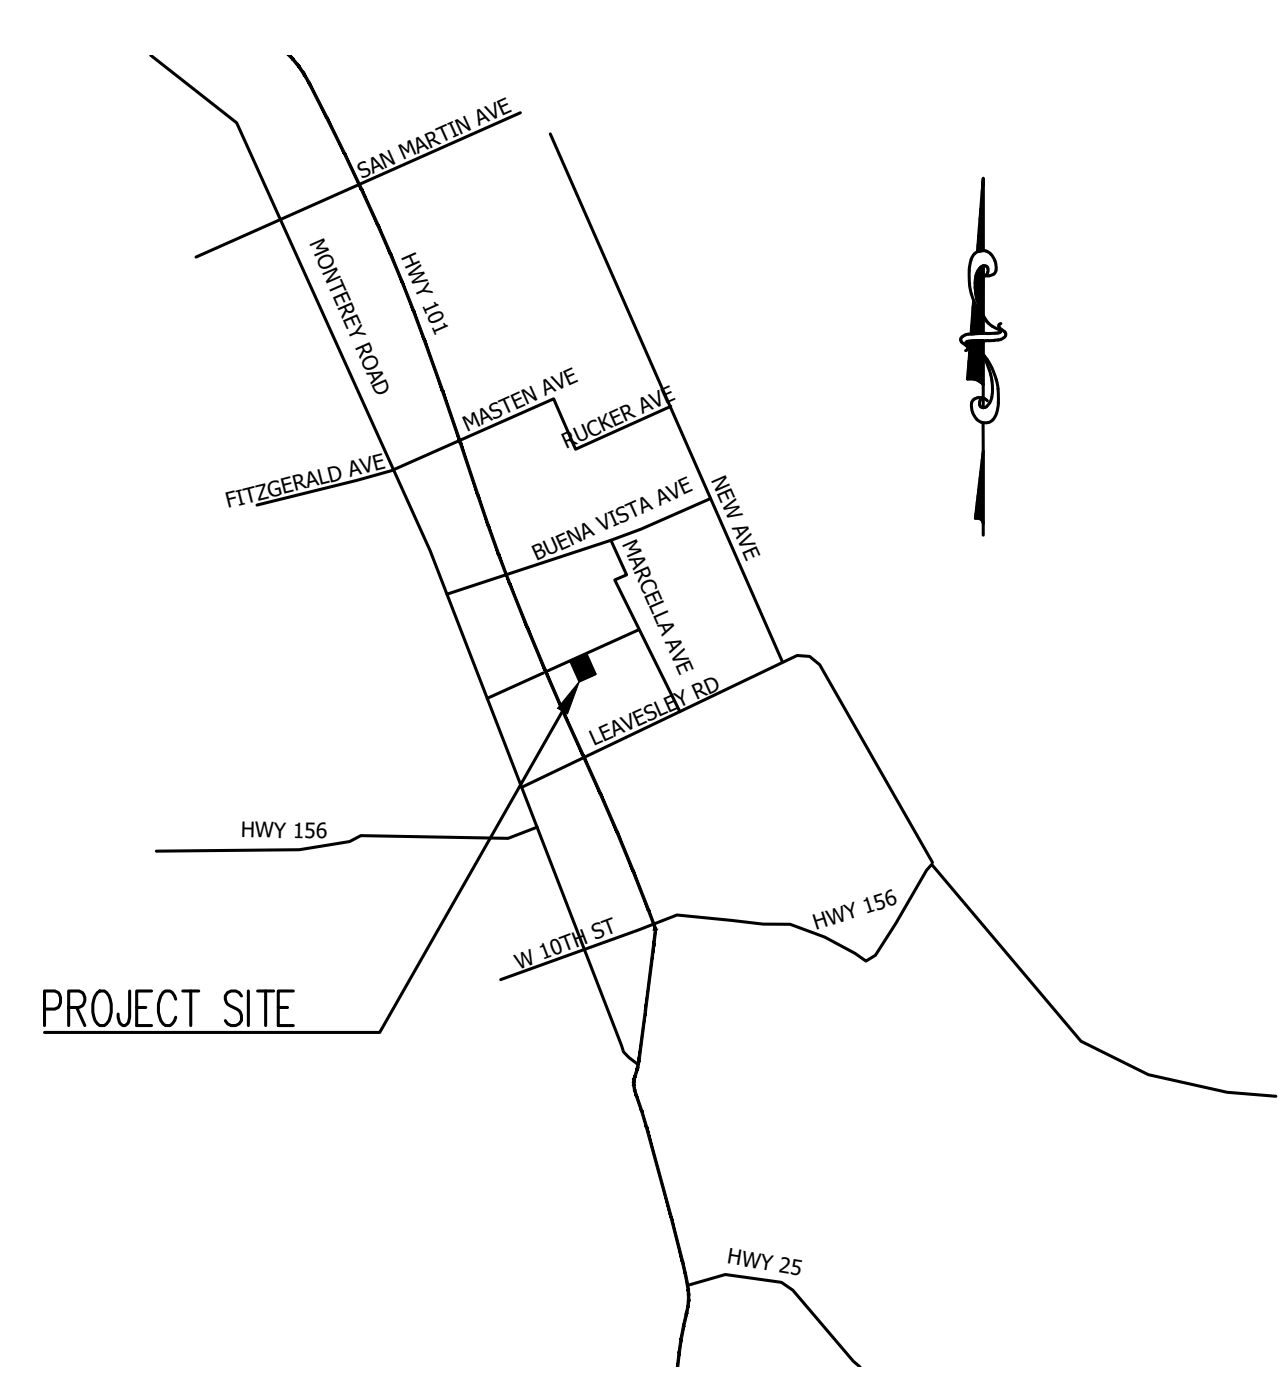 SAN MARTIN AVE
MONTEREY ROAD
HWY 101
MASTEN AVE
RUCKER AVE
FITZGERALD AVE
BUENA VISTA AVE
NEW AVE
MARCELLA AVE
LEAVESLEY RD
HWY 156
HWY 156
W 10TH ST
PROJECT SITE
HWY 25